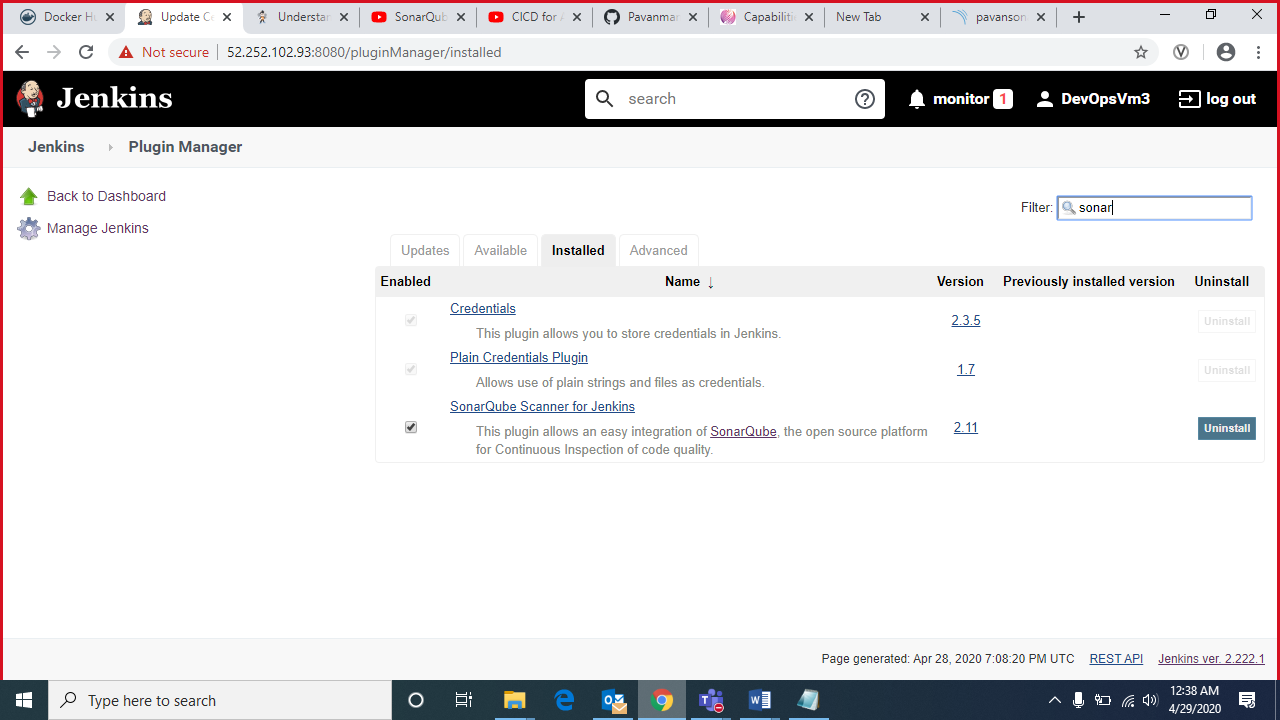 Docker Hu
Update Ce
Understan
SonarQub
CICD for A
Pavanmar
Capabiliti
New Tab
pavanson
Not secure
52.252.102.93:8080/pluginManager/installed
Jenkins
search
monitor 1
DevOpsVm3
log out
Jenkins
Plugin Manager
Back to Dashboard
Manage Jenkins
Filter: sonar
Updates
Available
Installed
Advanced
Enabled Name ↓ Version Previously installed version Uninstall
Credentials
This plugin allows you to store credentials in Jenkins.
2.3.5
Uninstall
Plain Credentials Plugin
Allows use of plain strings and files as credentials.
1.7
Uninstall
SonarQube Scanner for Jenkins
This plugin allows an easy integration of SonarQube, the open source platform
for Continuous Inspection of code quality.
2.11
Uninstall
Page generated: Apr 28, 2020 7:08:20 PM UTC
REST API
Jenkins ver. 2.222.1
Type here to search
12:38 AM
4/29/2020